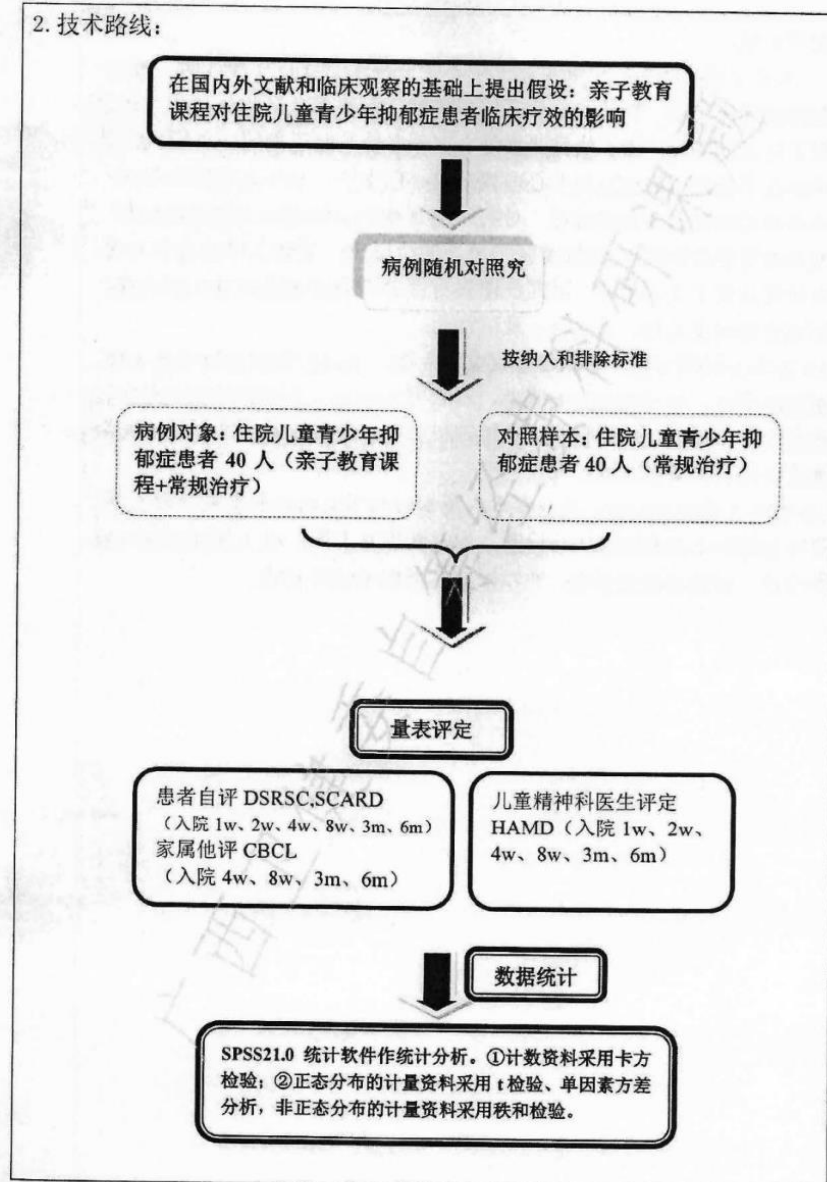 2. 技术路线：
在国内外文献和临床观察的基础上提出假设：亲子教育
课程对住院儿童青少年抑郁症患者临床疗效的影响
病例随机对照究
按纳入和排除标准
病例对象：住院儿童青少年抑
郁症患者 40 人（亲子教育课
程+常规治疗）
对照样本：住院儿童青少年抑
郁症患者 40 人（常规治疗）
量表评定
患者自评 DSRSC,SCARD
（入院 1w、2w、4w、8w、3m、6m）
家属他评 CBCL
（入院 4w、8w、3m、6m）
儿童精神科医生评定
HAMD（入院 1w、2w、
4w、8w、3m、6m）
数据统计
SPSS21.0 统计软件作统计分析。①计数资料采用卡方
检验；②正态分布的计量资料采用 t 检验、单因素方差
分析，非正态分布的计量资料采用秩和检验。